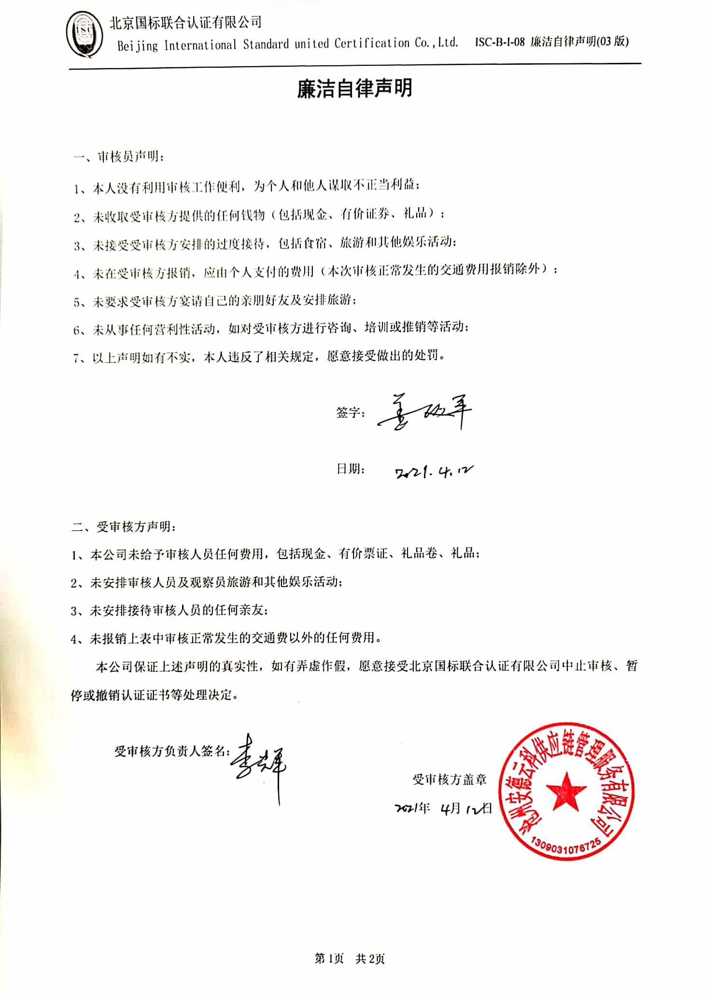 北京国标联合认证有限公司
Beijing International Standard united Certification Co.,Ltd. ISC-B-I-08 廉洁自律声明(03 版)
ISC
廉洁自律声明
一、审核员声明：
1、本人没有利用审核工作便利，为个人和他人谋取不正当利益；
2、未收取受审核方提供的任何钱物（包括现金、有价证券、礼品）；
3、未接受受审核方安排的过度接待，包括食宿、旅游和其他娱乐活动；
4、未在受审核方报销，应由个人支付的费用（本次审核正常发生的交通费用报销除外）；
5、未要求受审核方宴请自己的亲朋好友及安排旅游；
6、未从事任何营利性活动，如对受审核方进行咨询、培训或推销等活动；
7、以上声明如有不实，本人违反了相关规定，愿意接受做出的处罚。
签字：
日期： 2021.4.12
二、受审核方声明：
1、本公司未给予审核人员任何费用，包括现金、有价票证、礼品卷、礼品；
2、未安排审核人员及观察员旅游和其他娱乐活动；
3、未安排接待审核人员的任何亲友；
4、未报销上表中审核正常发生的交通费以外的任何费用。
本公司保证上述声明的真实性，如有弄虚作假，愿意接受北京国标联合认证有限公司中止审核、暂
停或撤销认证证书等处理决定。
受审核方负责人签名：李辉
受审核方盖章
2021年 4月 12日
沧州安德云科供应链管理服务有限公司
1309031076725
第 1页 共 2页